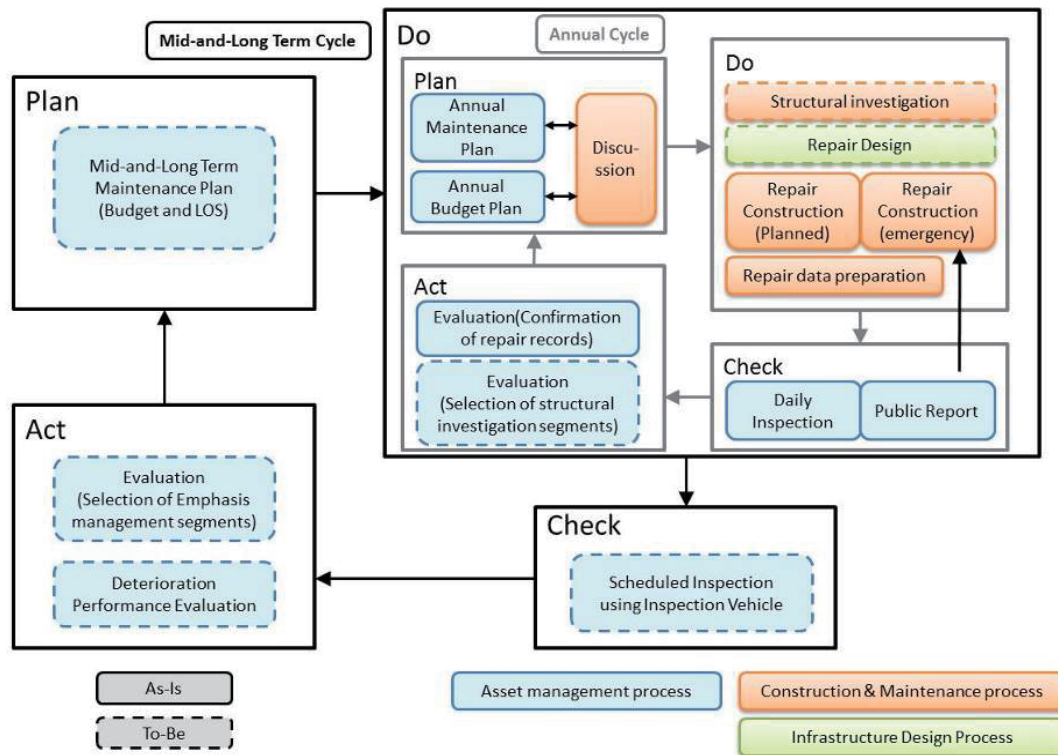 Mid-and-Long Term Cycle
Plan
Mid-and-Long Term
Maintenance Plan
(Budget and LOS)
Do
Annual Cycle
Plan
Annual
Maintenance
Plan
Annual
Budget Plan
Discu-
ssion
Do
Structural investigation
Repair Design
Repair
Construction
(Planned)
Repair
Construction
(emergency)
Repair data preparation
Act
Evaluation(Confirmation
of repair records)
Evaluation
(Selection of structural
investigation segments)
Check
Daily
Inspection
Public Report
Act
Evaluation
(Selection of Emphasis
management segments)
Deterioration
Performance Evaluation
Check
Scheduled Inspection
using Inspection Vehicle
As-Is
To-Be
Asset management process
Construction & Maintenance process
Infrastructure Design Process